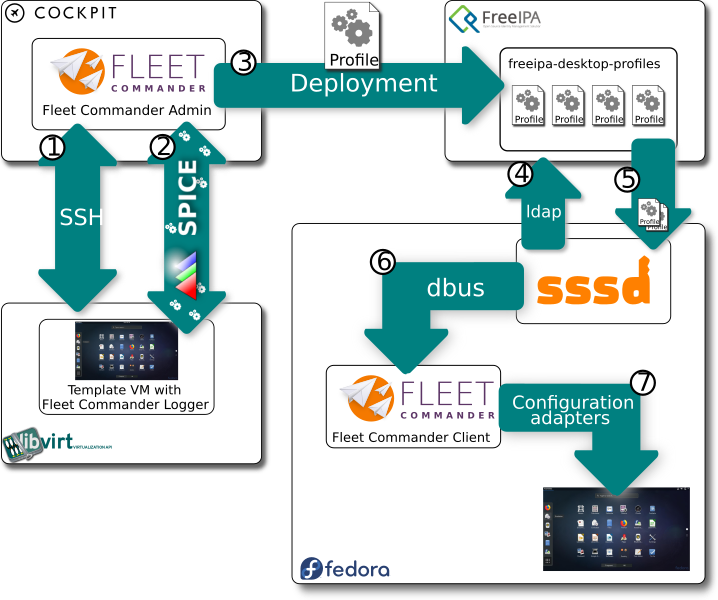 COCKPIT
FLEET
COMMANDER
Fleet Commander Admin
3
Profile
Deployment
FreeIPA
freeipa-desktop-profiles
Profile
Profile
Profile
Profile
1
SSH
2
SPICE
4
ldap
5
Profile
Profile
Template VM with
Fleet Commander Logger
libvirt
VIRTUALIZATION API
6
dbus
sssd
FLEET
COMMANDER
Fleet Commander Client
7
Configuration
adapters
fedora